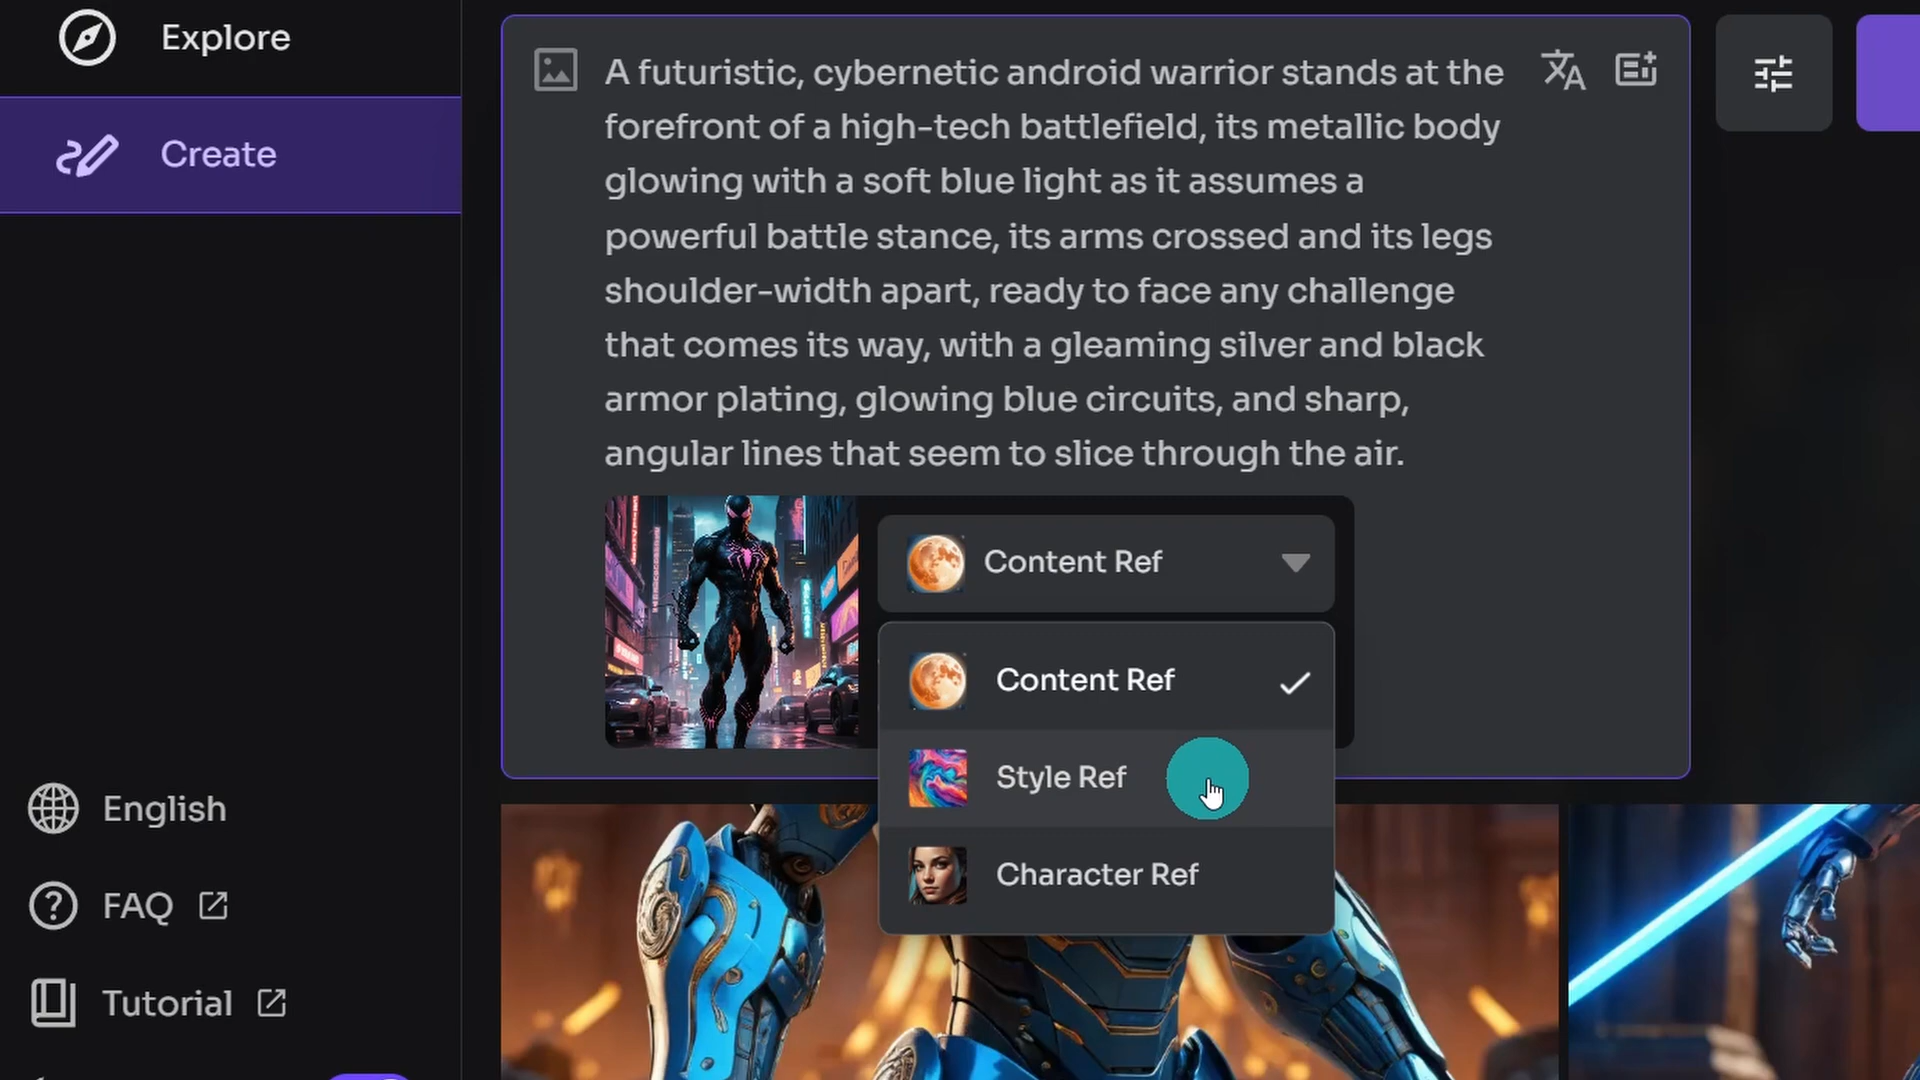 Explore
Create
A futuristic, cybernetic android warrior stands at the
forefront of a high-tech battlefield, its metallic body
glowing with a soft blue light as it assumes a
powerful battle stance, its arms crossed and its legs
shoulder-width apart, ready to face any challenge
that comes its way, with a gleaming silver and black
armor plating, glowing blue circuits, and sharp,
angular lines that seem to slice through the air.
Content Ref
Content Ref
Style Ref
Character Ref
English
FAQ
Tutorial